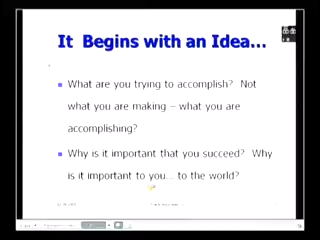 It Begins with an Idea...
What are you trying to accomplish? Not
what you are making – what you are
accomplishing?
Why is it important that you succeed? Why
is it important to you... to the world?